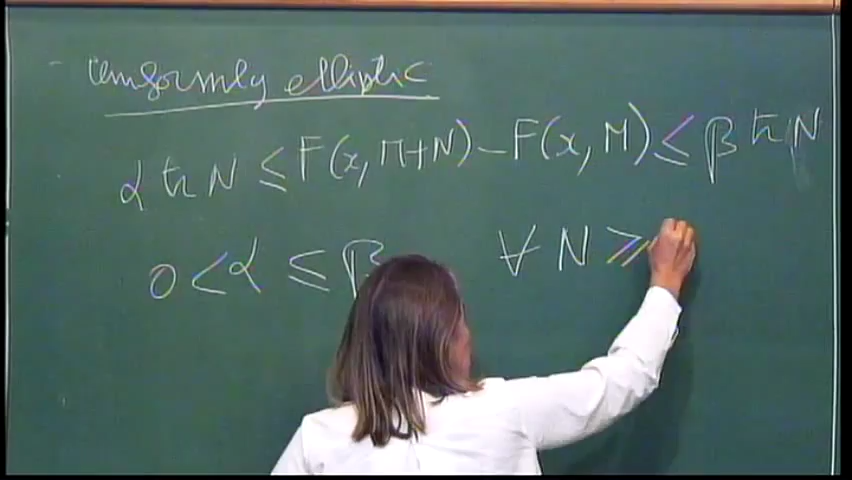 uniformly elliptic
α tr N ≤ F(x, M+N) - F(x, M) ≤ β tr N
0 < α ≤ β ∀ N ≥